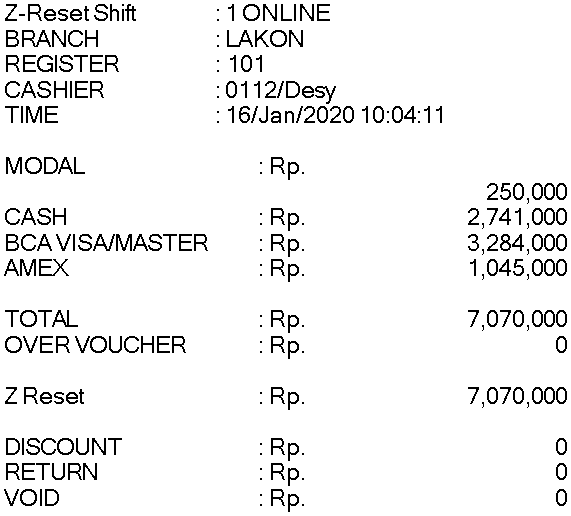 Z-Reset Shift : 1 ONLINE
BRANCH : LAKON
REGISTER : 101
CASHIER : 0112/Desy
TIME : 16/Jan/2020 10:04:11
MODAL : Rp.
250,000
CASH : Rp. 2,741,000
BCA VISA/MASTER : Rp. 3,284,000
AMEX : Rp. 1,045,000
TOTAL : Rp. 7,070,000
OVER VOUCHER : Rp. 0
Z Reset : Rp. 7,070,000
DISCOUNT : Rp. 0
RETURN : Rp. 0
VOID : Rp. 0